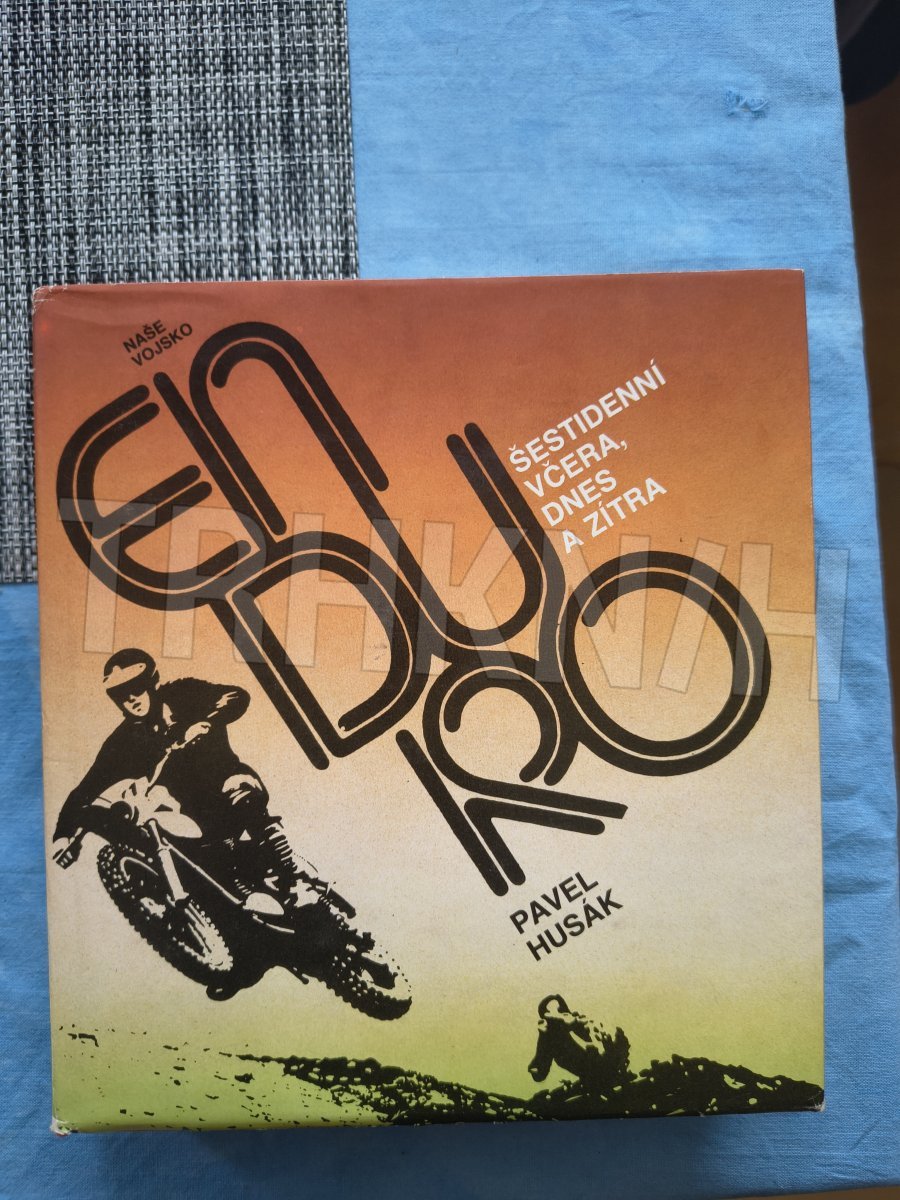 NAŠE
VOJSKO
ENDURO
ŠESTIDENNÍ
VČERA,
DNES
A ZÍTRA
PAVEL
HUSÁK
TRHKNIH